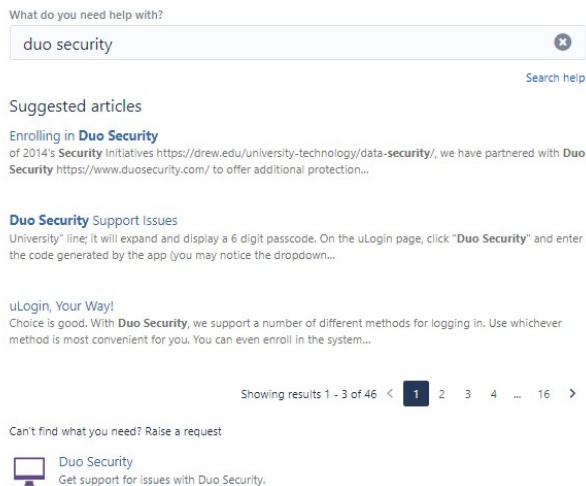 What do you need help with?
duo security
Search help
Suggested articles
Enrolling in Duo Security
of 2014's Security Initiatives https://drew.edu/university-technology/data-security/, we have partnered with Duo
Security https://www.duosecurity.com/ to offer additional protection...
Duo Security Support Issues
University" line; it will expand and display a 6 digit passcode. On the uLogin page, click "Duo Security" and enter
the code generated by the app (you may notice the dropdown...
uLogin, Your Way!
Choice is good. With Duo Security, we support a number of different methods for logging in. Use whichever
method is most convenient for you. You can even enroll in the system...
Showing results 1 - 3 of 46 < 1 2 3 4 ... 16 >
Can't find what you need? Raise a request
Duo Security
Get support for issues with Duo Security.